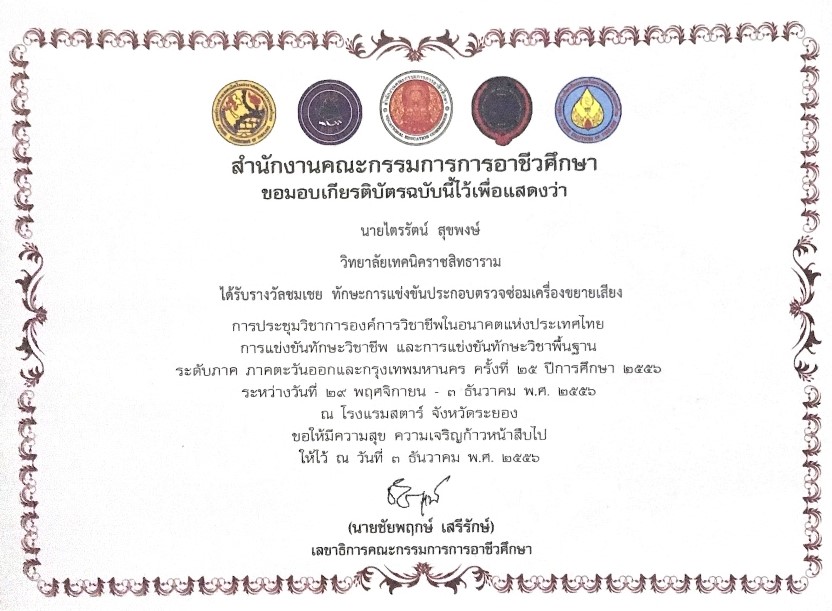 สำนักงานคณะกรรมการการอาชีวศึกษา
ขอมอบเกียรติบัตรฉบับนี้ไว้เพื่อแสดงว่า
นายไตรรัตน์ สุขพงษ์
วิทยาลัยเทคนิคราชสิทธาราม
ได้รับรางวัลชมเชย ทักษะการแข่งขันประกอบตรวจซ่อมเครื่องขยายเสียง
การประชุมวิชาการองค์การวิชาชีพในอนาคตแห่งประเทศไทย
การแข่งขันทักษะวิชาชีพ และการแข่งขันทักษะวิชาพื้นฐาน
ระดับภาค ภาคตะวันออกและกรุงเทพมหานคร ครั้งที่ ๒๕ ปีการศึกษา ๒๕๕๖
ระหว่างวันที่ ๒๙ พฤศจิกายน - ๓ ธันวาคม พ.ศ. ๒๕๕๖
ณ โรงแรมสตาร์ จังหวัดระยอง
ขอให้มีความสุข ความเจริญก้าวหน้าสืบไป
ให้ไว้ ณ วันที่ ๓ ธันวาคม พ.ศ. ๒๕๕๖
(นายชัยพฤกษ์ เสรีรักษ์)
เลขาธิการคณะกรรมการการอาชีวศึกษา